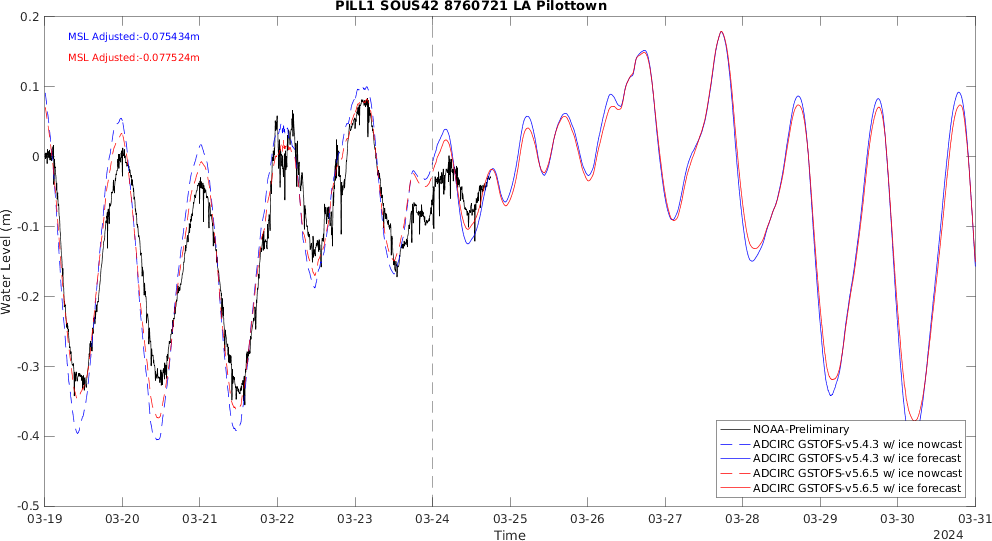 PILL1 SOUS42 8760721 LA Pilottown
MSL Adjusted:-0.075434m
MSL Adjusted:-0.077524m
0.2
0.1
0
-0.1
-0.2
-0.3
-0.4
-0.5
Water Level (m)
NOAA-Preliminary
ADCIRC GSTOFS-v5.4.3 w/ ice nowcast
ADCIRC GSTOFS-v5.4.3 w/ ice forecast
ADCIRC GSTOFS-v5.6.5 w/ ice nowcast
ADCIRC GSTOFS-v5.6.5 w/ ice forecast
03-19 03-20 03-21 03-22 03-23 03-24 03-25 03-26 03-27 03-28 03-29 03-30 03-31
Time
2024